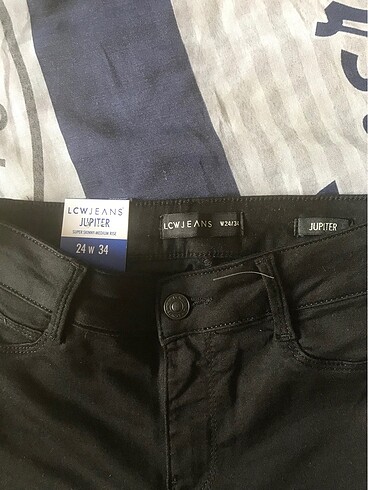 LCWJEANS
JUPITER
SUPER SKINNY-MEDIUM RISE
24 W 34
LCWJEANS W24/34
JUPITER